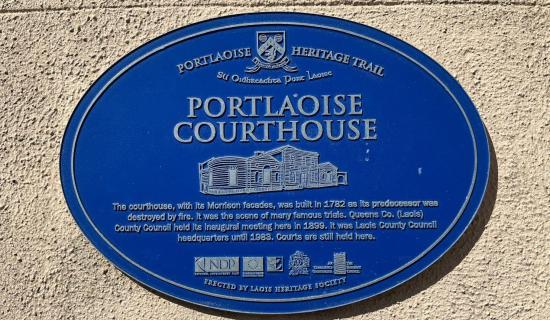 PORTLAOISE HERITAGE TRAIL
Slí Oidhreachta Port Laoise
PORTLAOISE
COURTHOUSE
The courthouse, with its Morrison facades, was built in 1782 as its predecessor was
destroyed by fire. It was the scene of many famous trials. Queens Co. (Laois)
County Council held its inaugural meeting here in 1899. It was Laois County Council
headquarters until 1983. Courts are still held here.
NDP
ERECTED BY LAOIS HERITAGE SOCIETY